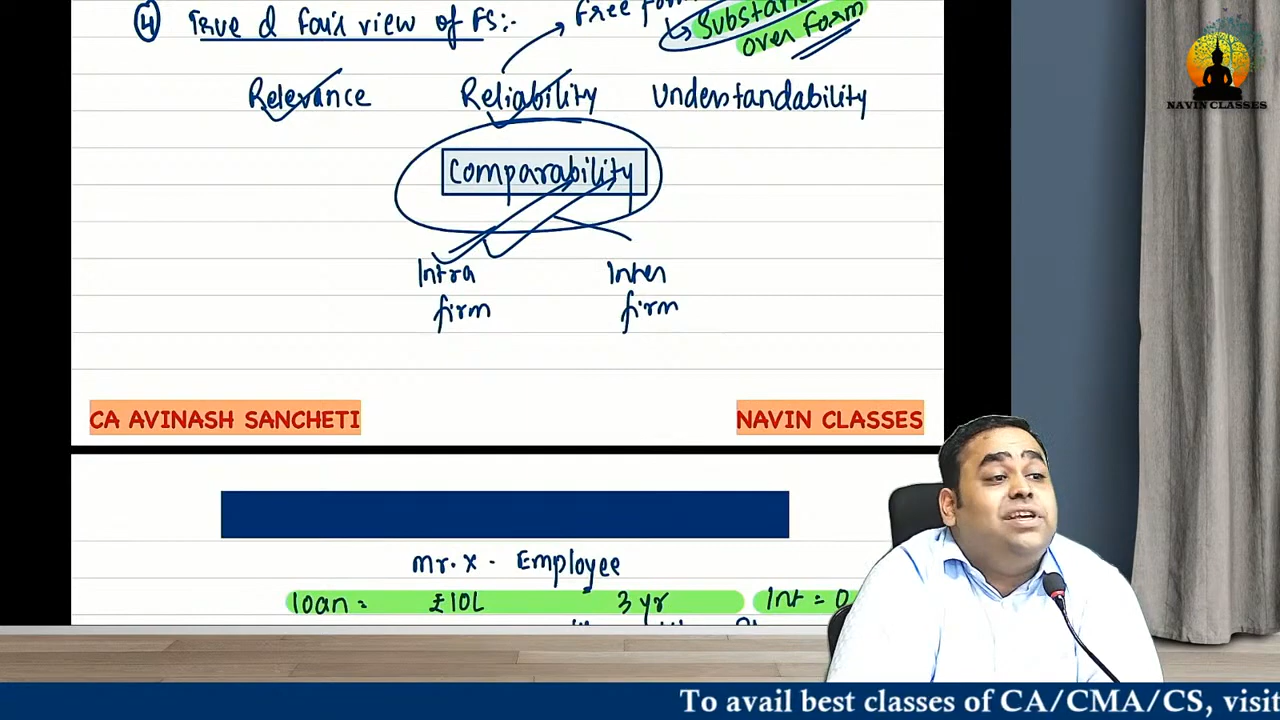 ④ True & fair view of FS:-
Free from
Substance
over form
Relevance Reliability Understandability
Comparability
Intra
firm
Inter
firm
CA AVINASH SANCHETI
NAVIN CLASSES
Mr. X - Employee
loan = ₹10L 3 yr Int = 0
NAVIN CLASSES
To avail best classes of CA/CMA/CS, visit